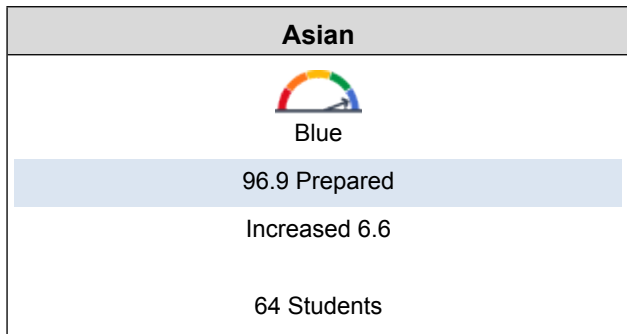 Asian
Blue
96.9 Prepared
Increased 6.6
64 Students